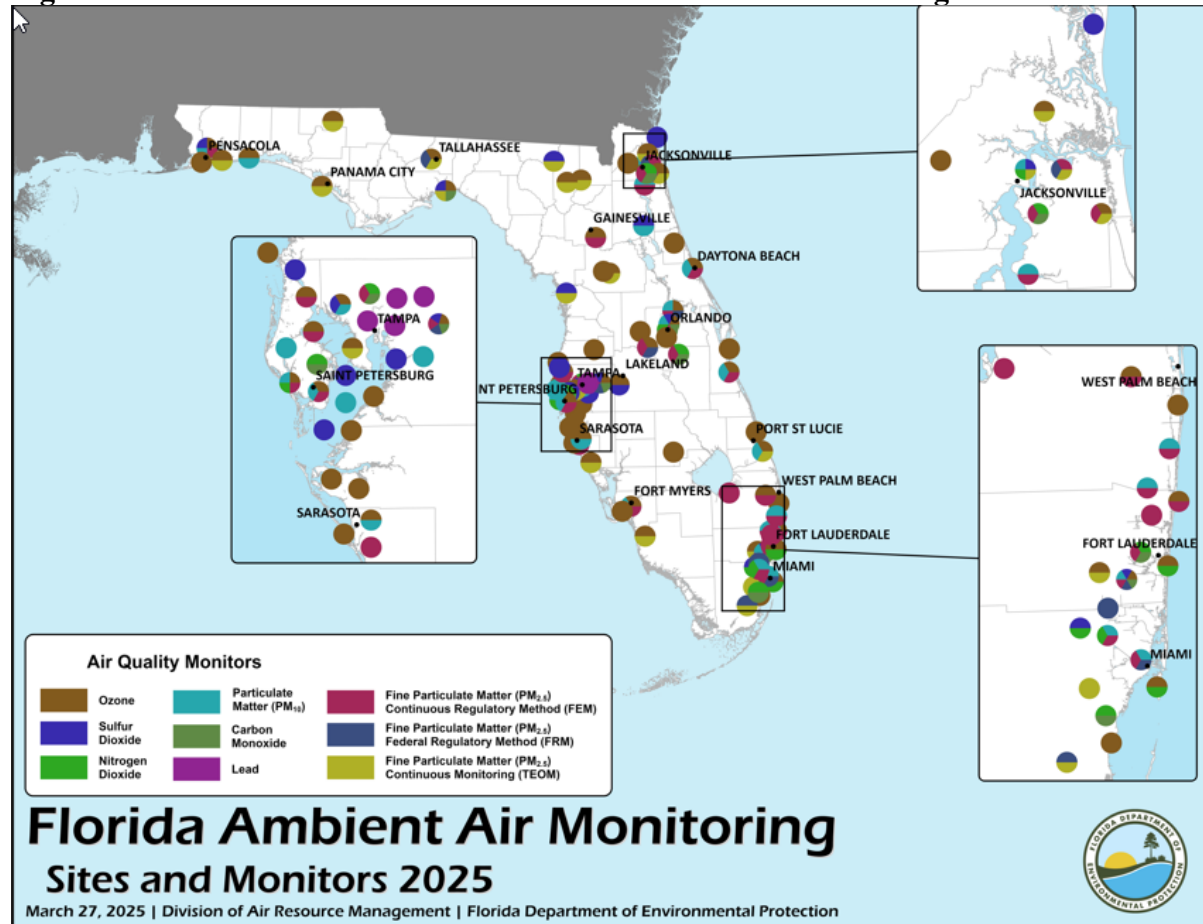 PENSACOLA
PANAMA CITY
TALLAHASSEE
JACKSONVILLE
GAINESVILLE
DAYTONA BEACH
ORLANDO
LAKELAND
TAMPA
NT PETERSBURG
SARASOTA
PORT ST LUCIE
WEST PALM BEACH
FORT MYERS
FORT LAUDERDALE
MIAMI
JACKSONVILLE
TAMPA
SAINT PETERSBURG
SARASOTA
WEST PALM BEACH
FORT LAUDERDALE
MIAMI
Air Quality Monitors
Ozone
Sulfur
Dioxide
Nitrogen
Dioxide
Particulate
Matter (PM₁₀)
Carbon
Monoxide
Lead
Fine Particulate Matter (PM₂.₅)
Continuous Regulatory Method (FEM)
Fine Particulate Matter (PM₂.₅)
Federal Regulatory Method (FRM)
Fine Particulate Matter (PM₂.₅)
Continuous Monitoring (TEOM)
Florida Ambient Air Monitoring
Sites and Monitors 2025
March 27, 2025 | Division of Air Resource Management | Florida Department of Environmental Protection
FLORIDA DEPARTMENT OF
ENVIRONMENTAL PROTECTION